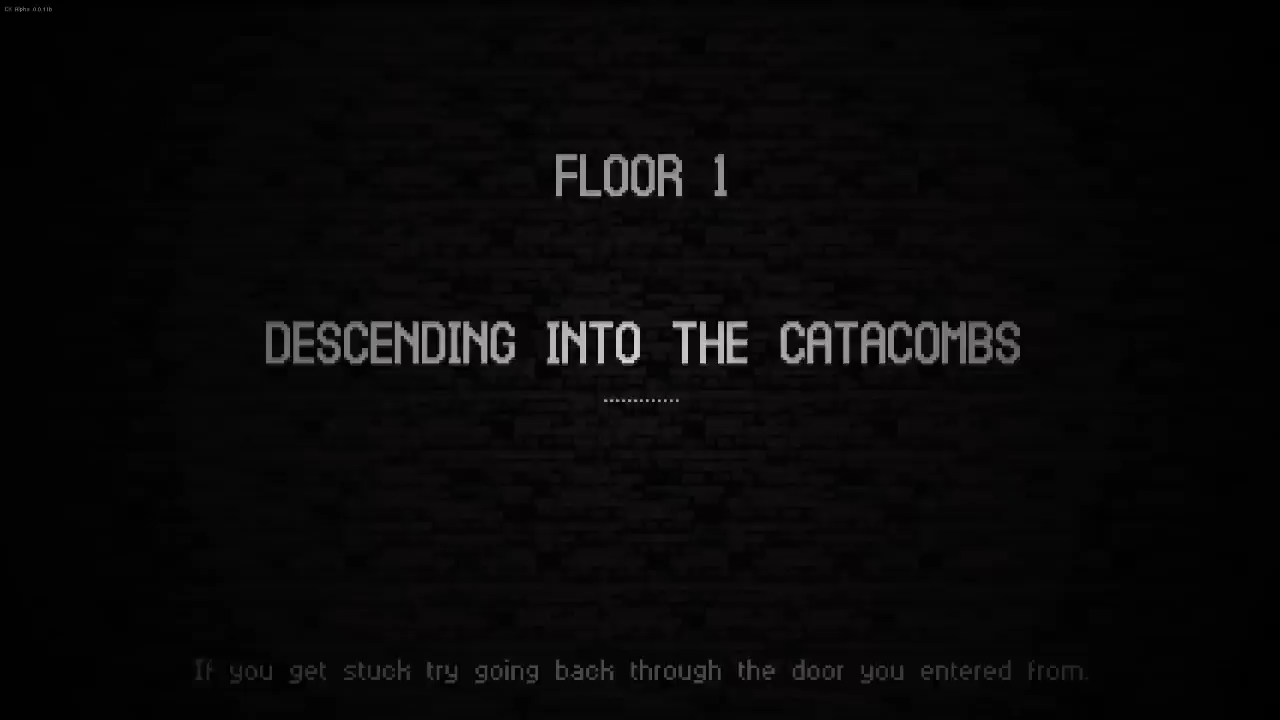 FLOOR 1
DESCENDING INTO THE CATACOMBS
.............
If you get stuck try going back through the door you entered from.